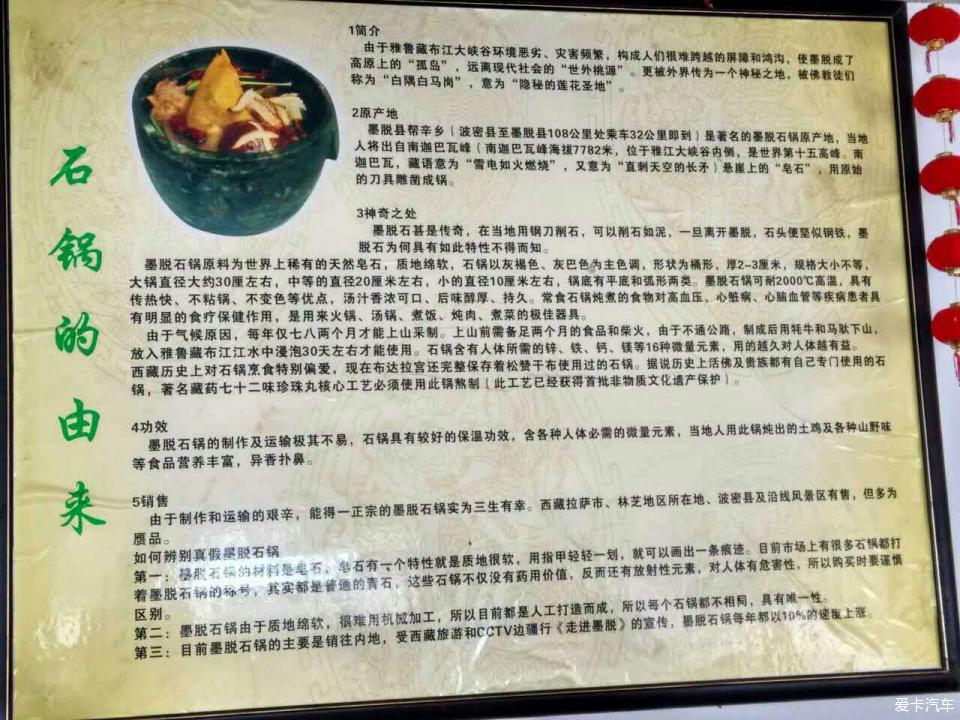 石锅的由来
1简介
由于雅鲁藏布江大峡谷环境恶劣、灾害频繁，构成人们很难跨越的屏障和鸿沟，使墨脱成了
高原上的“孤岛”，远离现代社会的“世外桃源”。更被外界传为一个神秘之地，被佛教徒们
称为“白隅白马岗”，意为“隐秘的莲花圣地”。
2原产地
墨脱县帮辛乡（波密县至墨脱县108公里处乘车32公里即到）是著名的墨脱石锅原产地，当地
人将出自南迦巴瓦峰（南迦巴瓦峰海拔7782米，位于雅江大峡谷内侧，是世界第十五高峰。南
迦巴瓦，藏语意为“雪电如火燃烧”，又意为“直刺天空的长矛）悬崖上的“皂石”，用原始
的刀具雕凿成锅。
3神奇之处
墨脱石甚是传奇，在当地用钢刀削石，可以削石如泥，一旦离开墨脱，石头便坚似钢铁，墨
脱石为何具有如此特性不得而知。
墨脱石锅原料为世界上稀有的天然皂石，质地绵软，石锅以灰褐色、灰巴色为主色调，形状为桶形，厚2-3厘米，规格大小不等，
大锅直径大约30厘左右，中等的直径20厘米左右，小的直径10厘米左右，锅底有平底和弧形两类。墨脱石锅可耐2000℃高温，具有
传热快、不粘锅、不变色等优点，汤汁香浓可口、后味醇厚、持久。常食石锅炖煮的食物对高血压、心脏病、心脑血管等疾病患者具
有明显的食疗保健作用，是用来火锅、汤锅、煮饭、炖肉、煮菜的极佳器具。
由于气候原因，每年仅七八两个月才能上山采制。上山前需备足两个月的食品和柴火，由于不通公路，制成后用牦牛和马驮下山，
放入雅鲁藏布江江水中浸泡30天左右才能使用。石锅含有人体所需的锌、铁、钙、镁等16种微量元素，用的越久对人体越有益。
西藏历史上对石锅烹食特别偏爱，现在布达拉宫还完整保存着松赞干布使用过的石锅。据说历史上活佛及贵族都有自己专门使用的石
锅，著名藏药七十二味珍珠丸核心工艺必须使用此锅熬制（此工艺已经获得首批非物质文化遗产保护）。
4功效
墨脱石锅的制作及运输极其不易，石锅具有较好的保温功效，含各种人体必需的微量元素，当地人用此锅炖出的土鸡及各种山野味
等食品营养丰富，异香扑鼻。
5销售
由于制作和运输的艰辛，能得一正宗的墨脱石锅实为三生有幸。西藏拉萨市、林芝地区所在地、波密县及沿线风景区有售，但多为
赝品。
如何辨别真假墨脱石锅
第一：墨脱石锅的材料是皂石、皂石有一个特性就是质地很软，用指甲轻轻一划，就可以画出一条痕迹。目前市场上有很多石锅都打
着墨脱石锅的称号，其实都是普通的青石，这些石锅不仅没有药用价值，反而还有放射性元素，对人体有危害性，所以购买时要谨慎
区别。
第二：墨脱石锅由于质地绵软，很难用机械加工，所以目前都是人工打造而成，所以每个石锅都不相同，具有唯一性。
第三：目前墨脱石锅的主要是销往内地，受西藏旅游和CCTV边疆行《走进墨脱》的宣传，墨脱石锅每年都以10%的速度上涨。
爱卡汽车